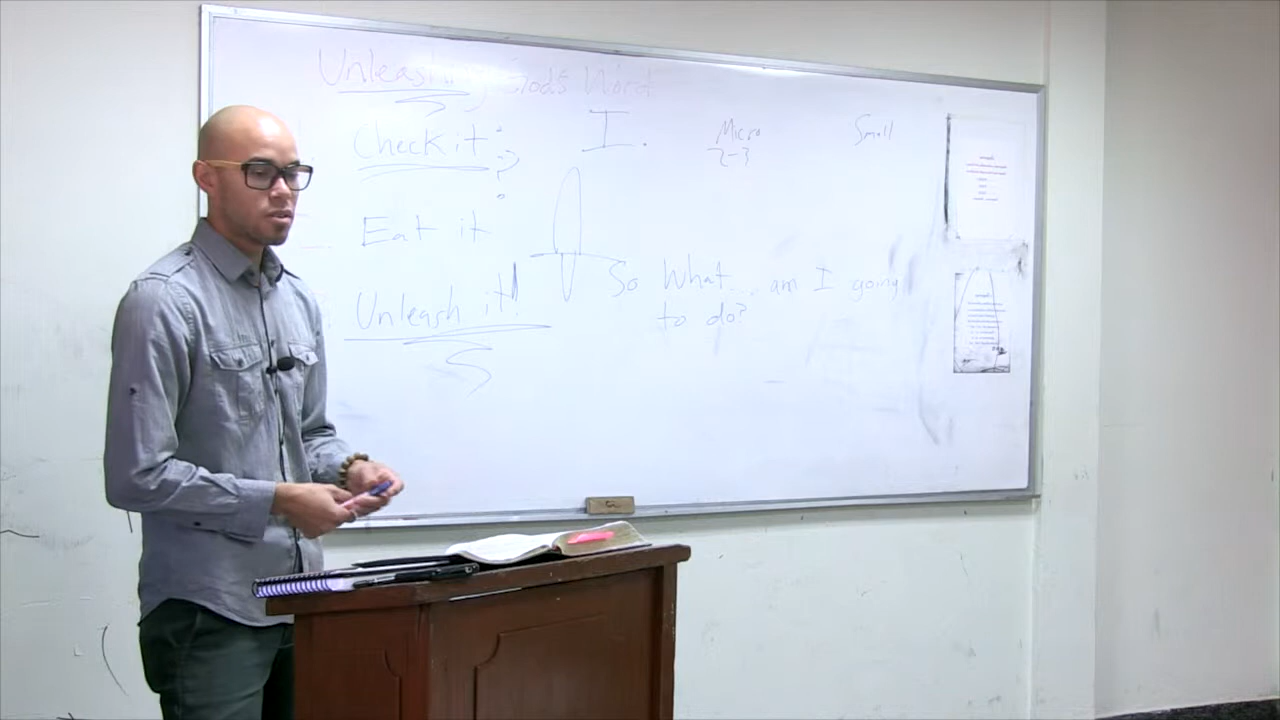 Unleashing God's Word
Check it?
I.
Micro
2-3
Small
Eat it
Unleash it!
So What... am I going
to do?